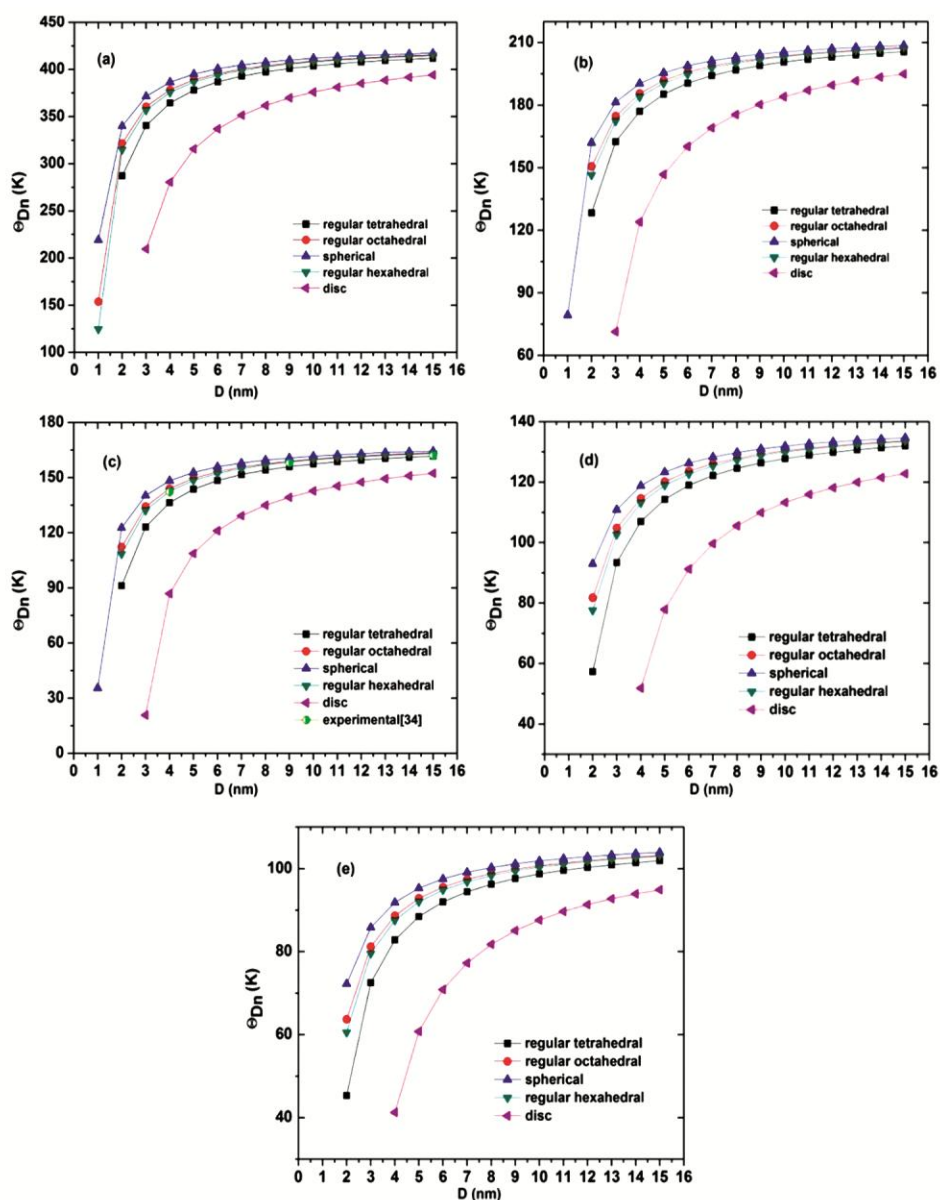 450
400
350
300
250
200
150
100
ΘDn (K)
(a)
regular tetrahedral
regular octahedral
spherical
regular hexahedral
disc
0 1 2 3 4 5 6 7 8 9 10 11 12 13 14 15 16
D (nm)
210
180
150
120
90
60
ΘDn (K)
(b)
regular tetrahedral
regular octahedral
spherical
regular hexahedral
disc
0 1 2 3 4 5 6 7 8 9 10 11 12 13 14 15 16
D (nm)
180
150
120
90
60
30
0
ΘDn (K)
(c)
regular tetrahedral
regular octahedral
spherical
regular hexahedral
disc
experimental[34]
0 1 2 3 4 5 6 7 8 9 10 11 12 13 14 15 16
D (nm)
140
120
100
80
60
40
ΘDn (K)
(d)
regular tetrahedral
regular octahedral
spherical
regular hexahedral
disc
0 1 2 3 4 5 6 7 8 9 10 11 12 13 14 15 16
D (nm)
100
80
60
40
ΘDn (K)
(e)
regular tetrahedral
regular octahedral
spherical
regular hexahedral
disc
0 1 2 3 4 5 6 7 8 9 10 11 12 13 14 15 16
D (nm)